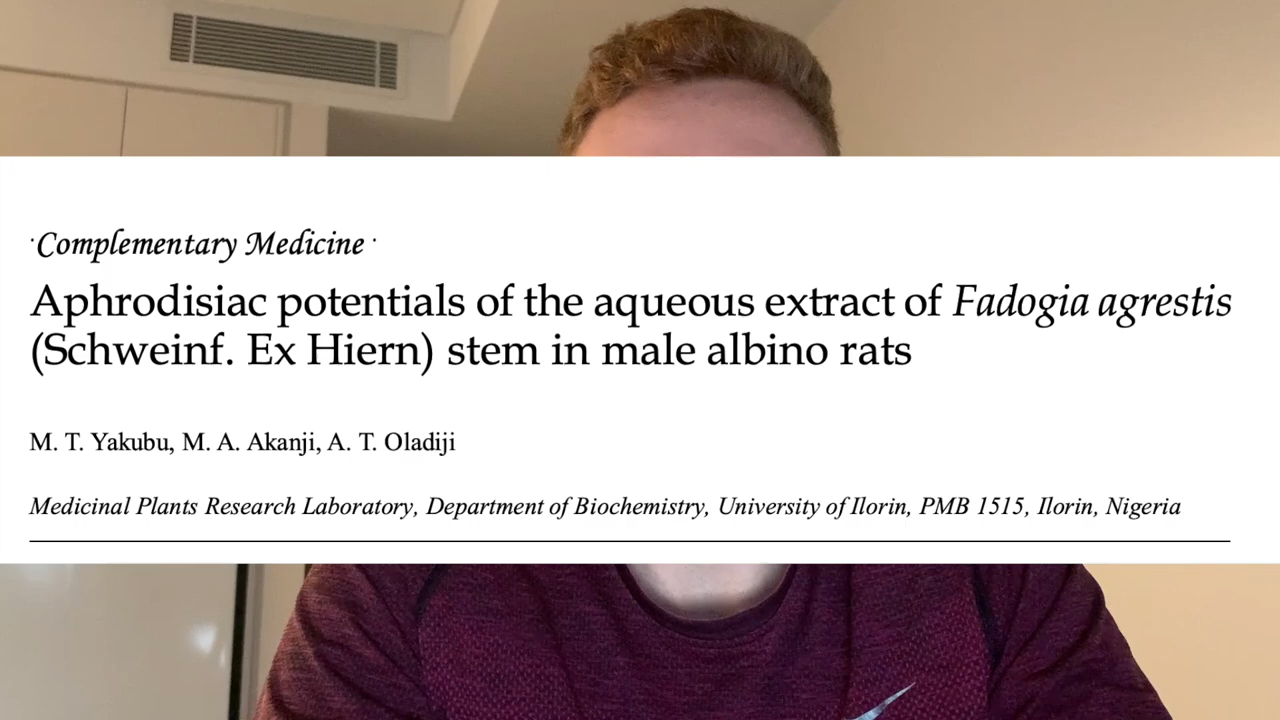 Complementary Medicine
Aphrodisiac potentials of the aqueous extract of Fadogia agrestis
(Schweinf. Ex Hiern) stem in male albino rats
M. T. Yakubu, M. A. Akanji, A. T. Oladiji
Medicinal Plants Research Laboratory, Department of Biochemistry, University of Ilorin, PMB 1515, Ilorin, Nigeria